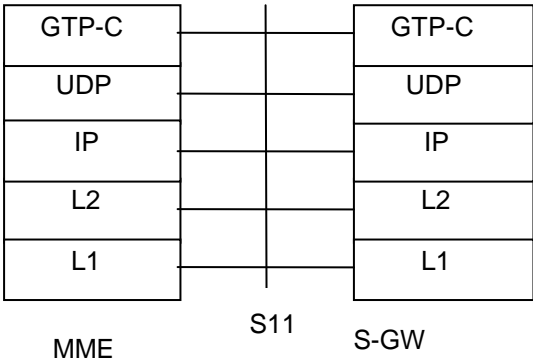 GTP-C GTP-C
UDP UDP
IP IP
L2 L2
L1 L1
MME S11 S-GW